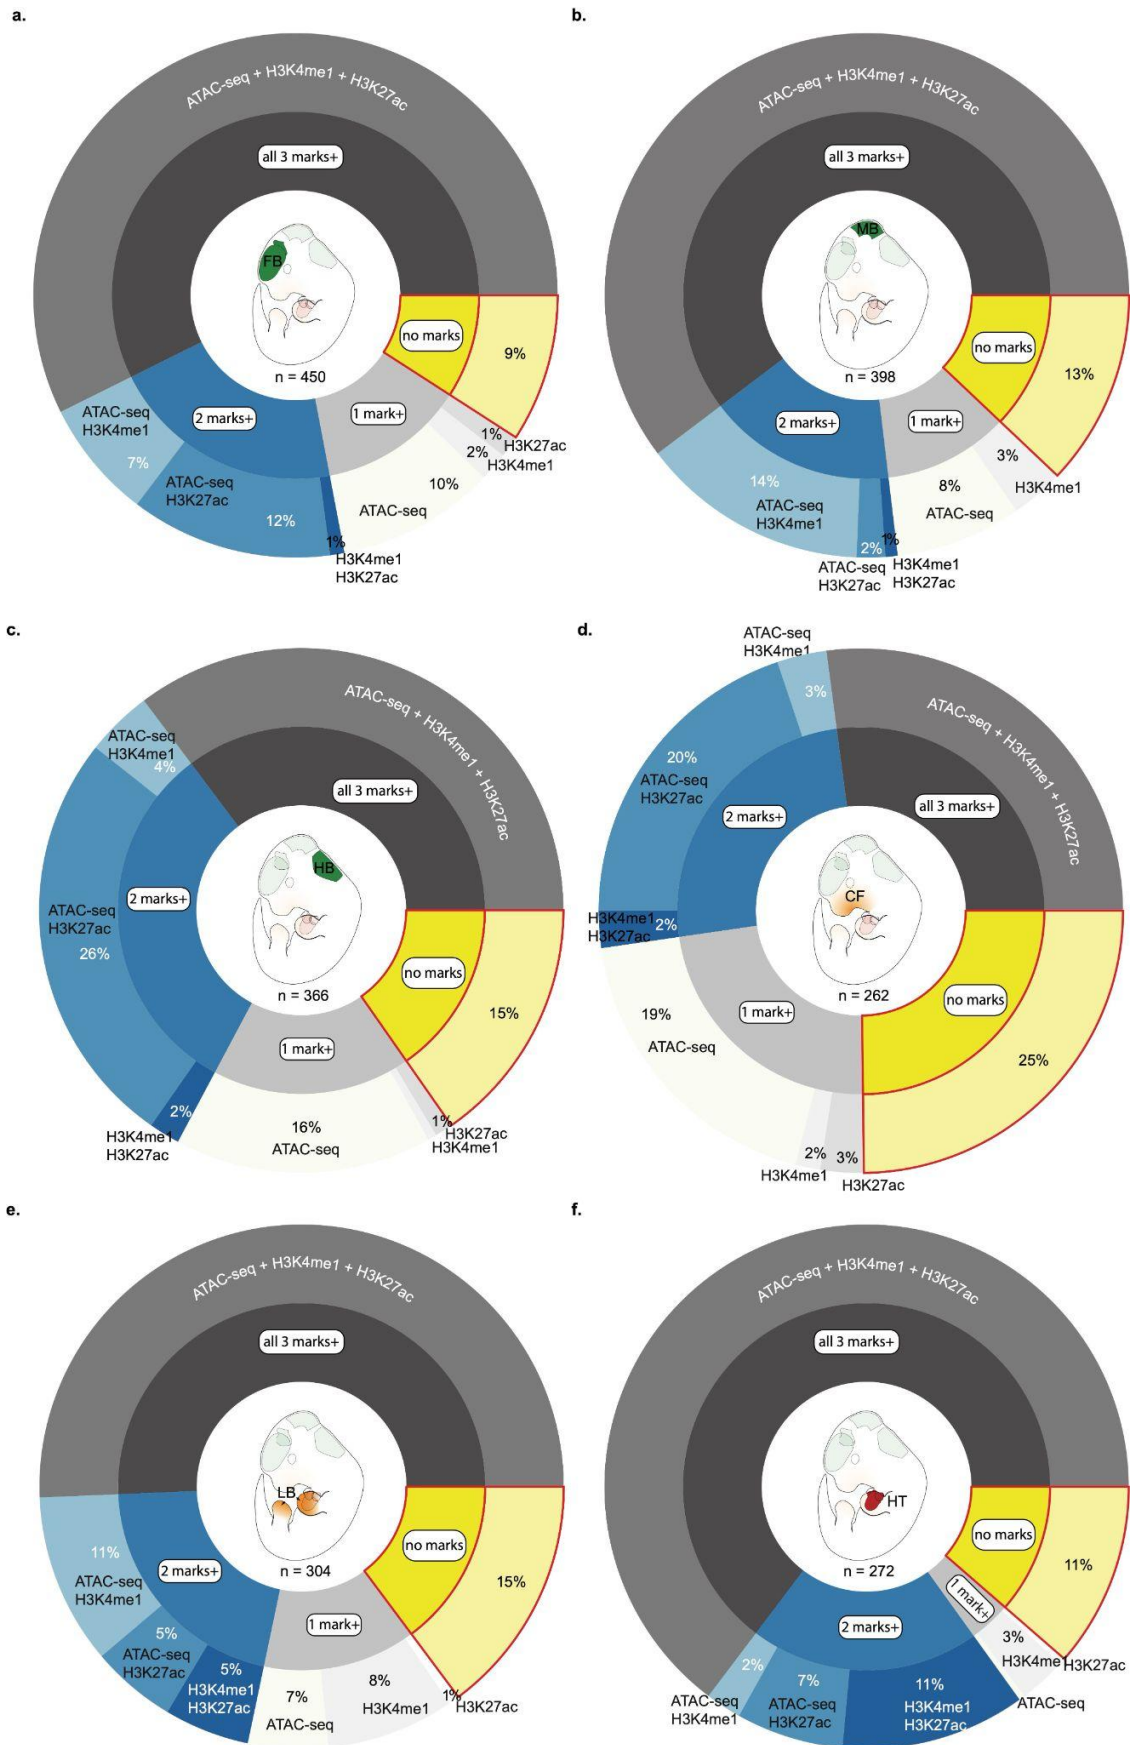 a.
ATAC-seq + H3K4me1 + H3K27ac
all 3 marks+
FB
n = 450
no marks
9%
2 marks+
1 mark+
ATAC-seq
H3K4me1
7%
ATAC-seq
H3K27ac
12%
1%
H3K4me1
H3K27ac
10%
ATAC-seq
2%
H3K4me1
1%
H3K27ac
b.
ATAC-seq + H3K4me1 + H3K27ac
all 3 marks+
MB
n = 398
no marks
13%
2 marks+
1 mark+
14%
ATAC-seq
H3K4me1
2%
ATAC-seq
H3K27ac
1%
H3K4me1
H3K27ac
8%
ATAC-seq
3%
H3K4me1
c.
ATAC-seq + H3K4me1 + H3K27ac
all 3 marks+
HB
n = 366
no marks
15%
2 marks+
1 mark+
ATAC-seq
H3K4me1
4%
ATAC-seq
H3K27ac
26%
2%
H3K4me1
H3K27ac
16%
ATAC-seq
1%
H3K27ac
H3K4me1
d.
ATAC-seq
H3K4me1
3%
ATAC-seq + H3K4me1 + H3K27ac
all 3 marks+
CF
n = 262
no marks
25%
2 marks+
1 mark+
20%
ATAC-seq
H3K27ac
H3K4me1
H3K27ac
2%
19%
ATAC-seq
2%
H3K4me1
3%
H3K27ac
e.
ATAC-seq + H3K4me1 + H3K27ac
all 3 marks+
LB
n = 304
no marks
15%
2 marks+
1 mark+
11%
ATAC-seq
H3K4me1
5%
ATAC-seq
H3K27ac
5%
H3K4me1
H3K27ac
7%
ATAC-seq
8%
H3K4me1
1%
H3K27ac
f.
ATAC-seq + H3K4me1 + H3K27ac
all 3 marks+
HT
n = 272
no marks
11%
2 marks+
1 mark+
2%
ATAC-seq
H3K4me1
7%
ATAC-seq
H3K27ac
11%
H3K4me1
H3K27ac
3%
H3K4me1
H3K27ac
ATAC-seq